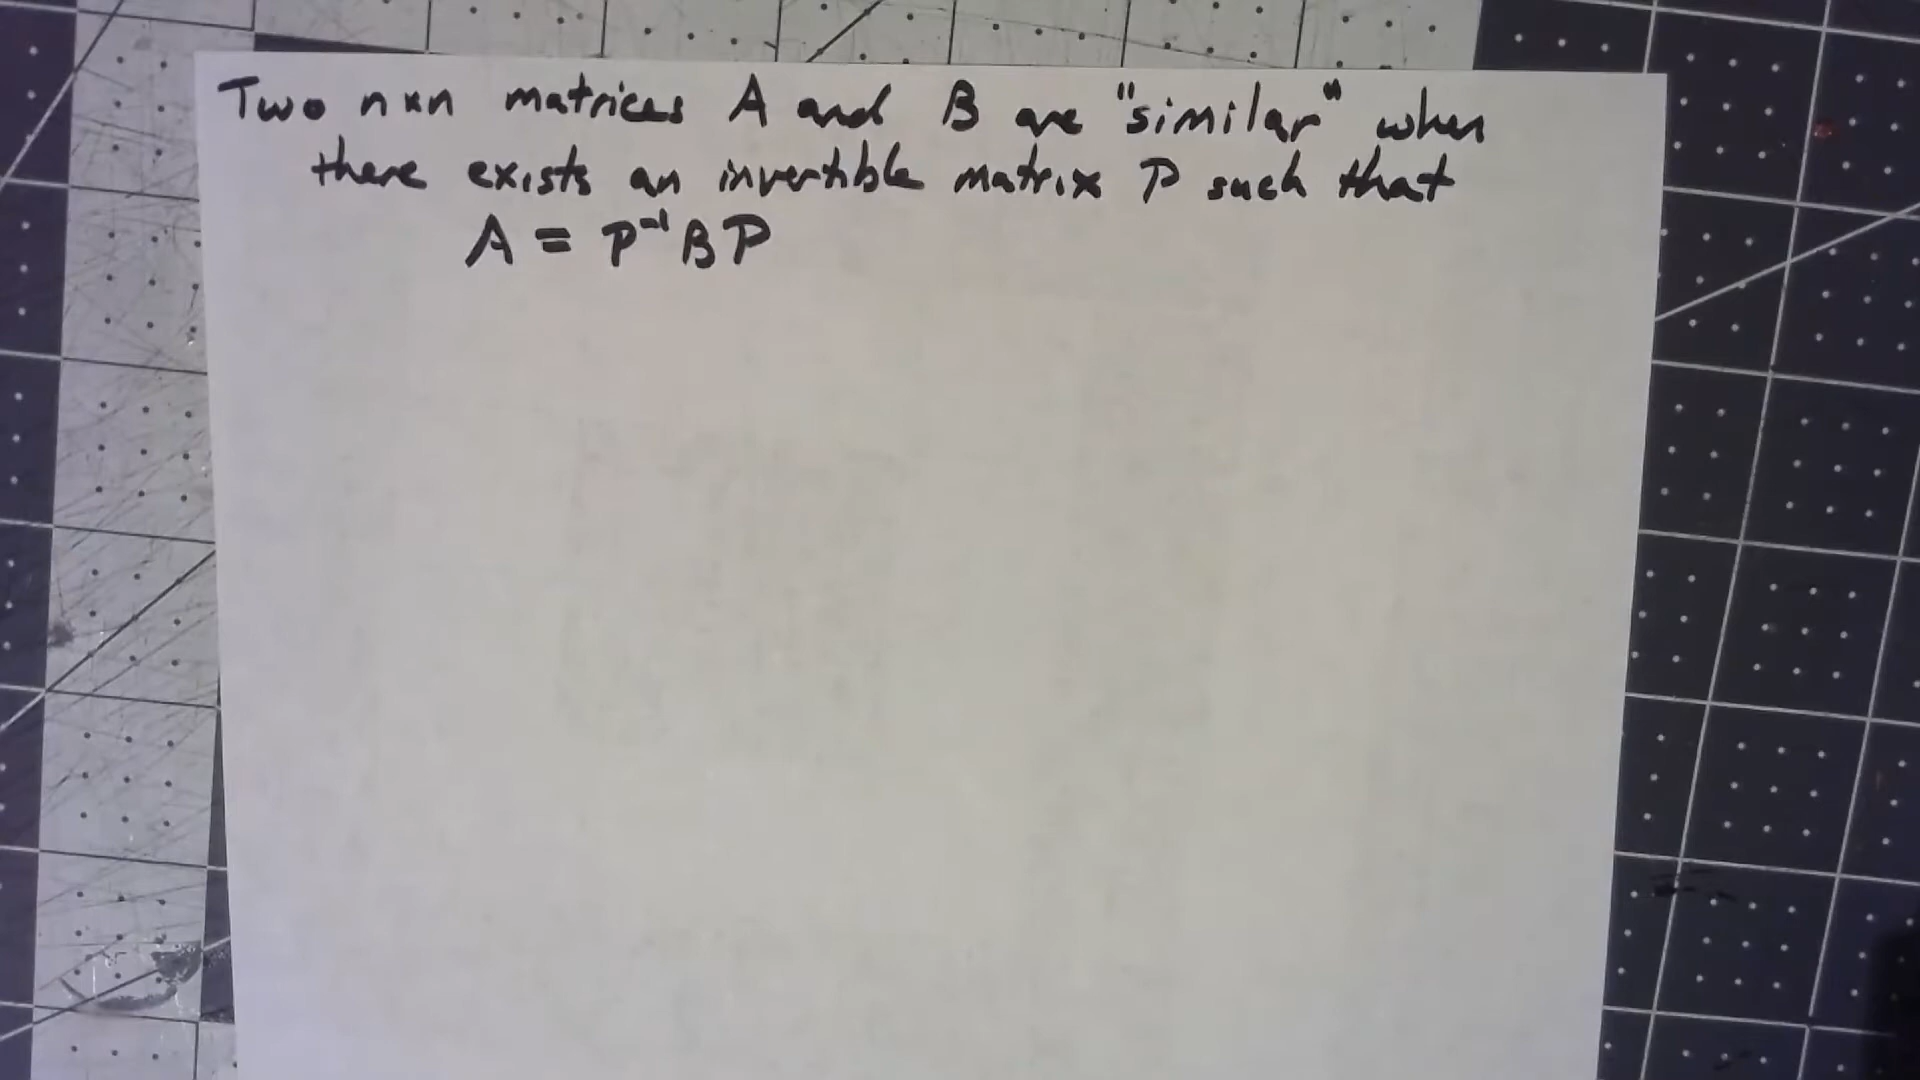 Two n×n matrices A and B are "similar" when
there exists an invertible matrix P such that
A = P⁻¹BP